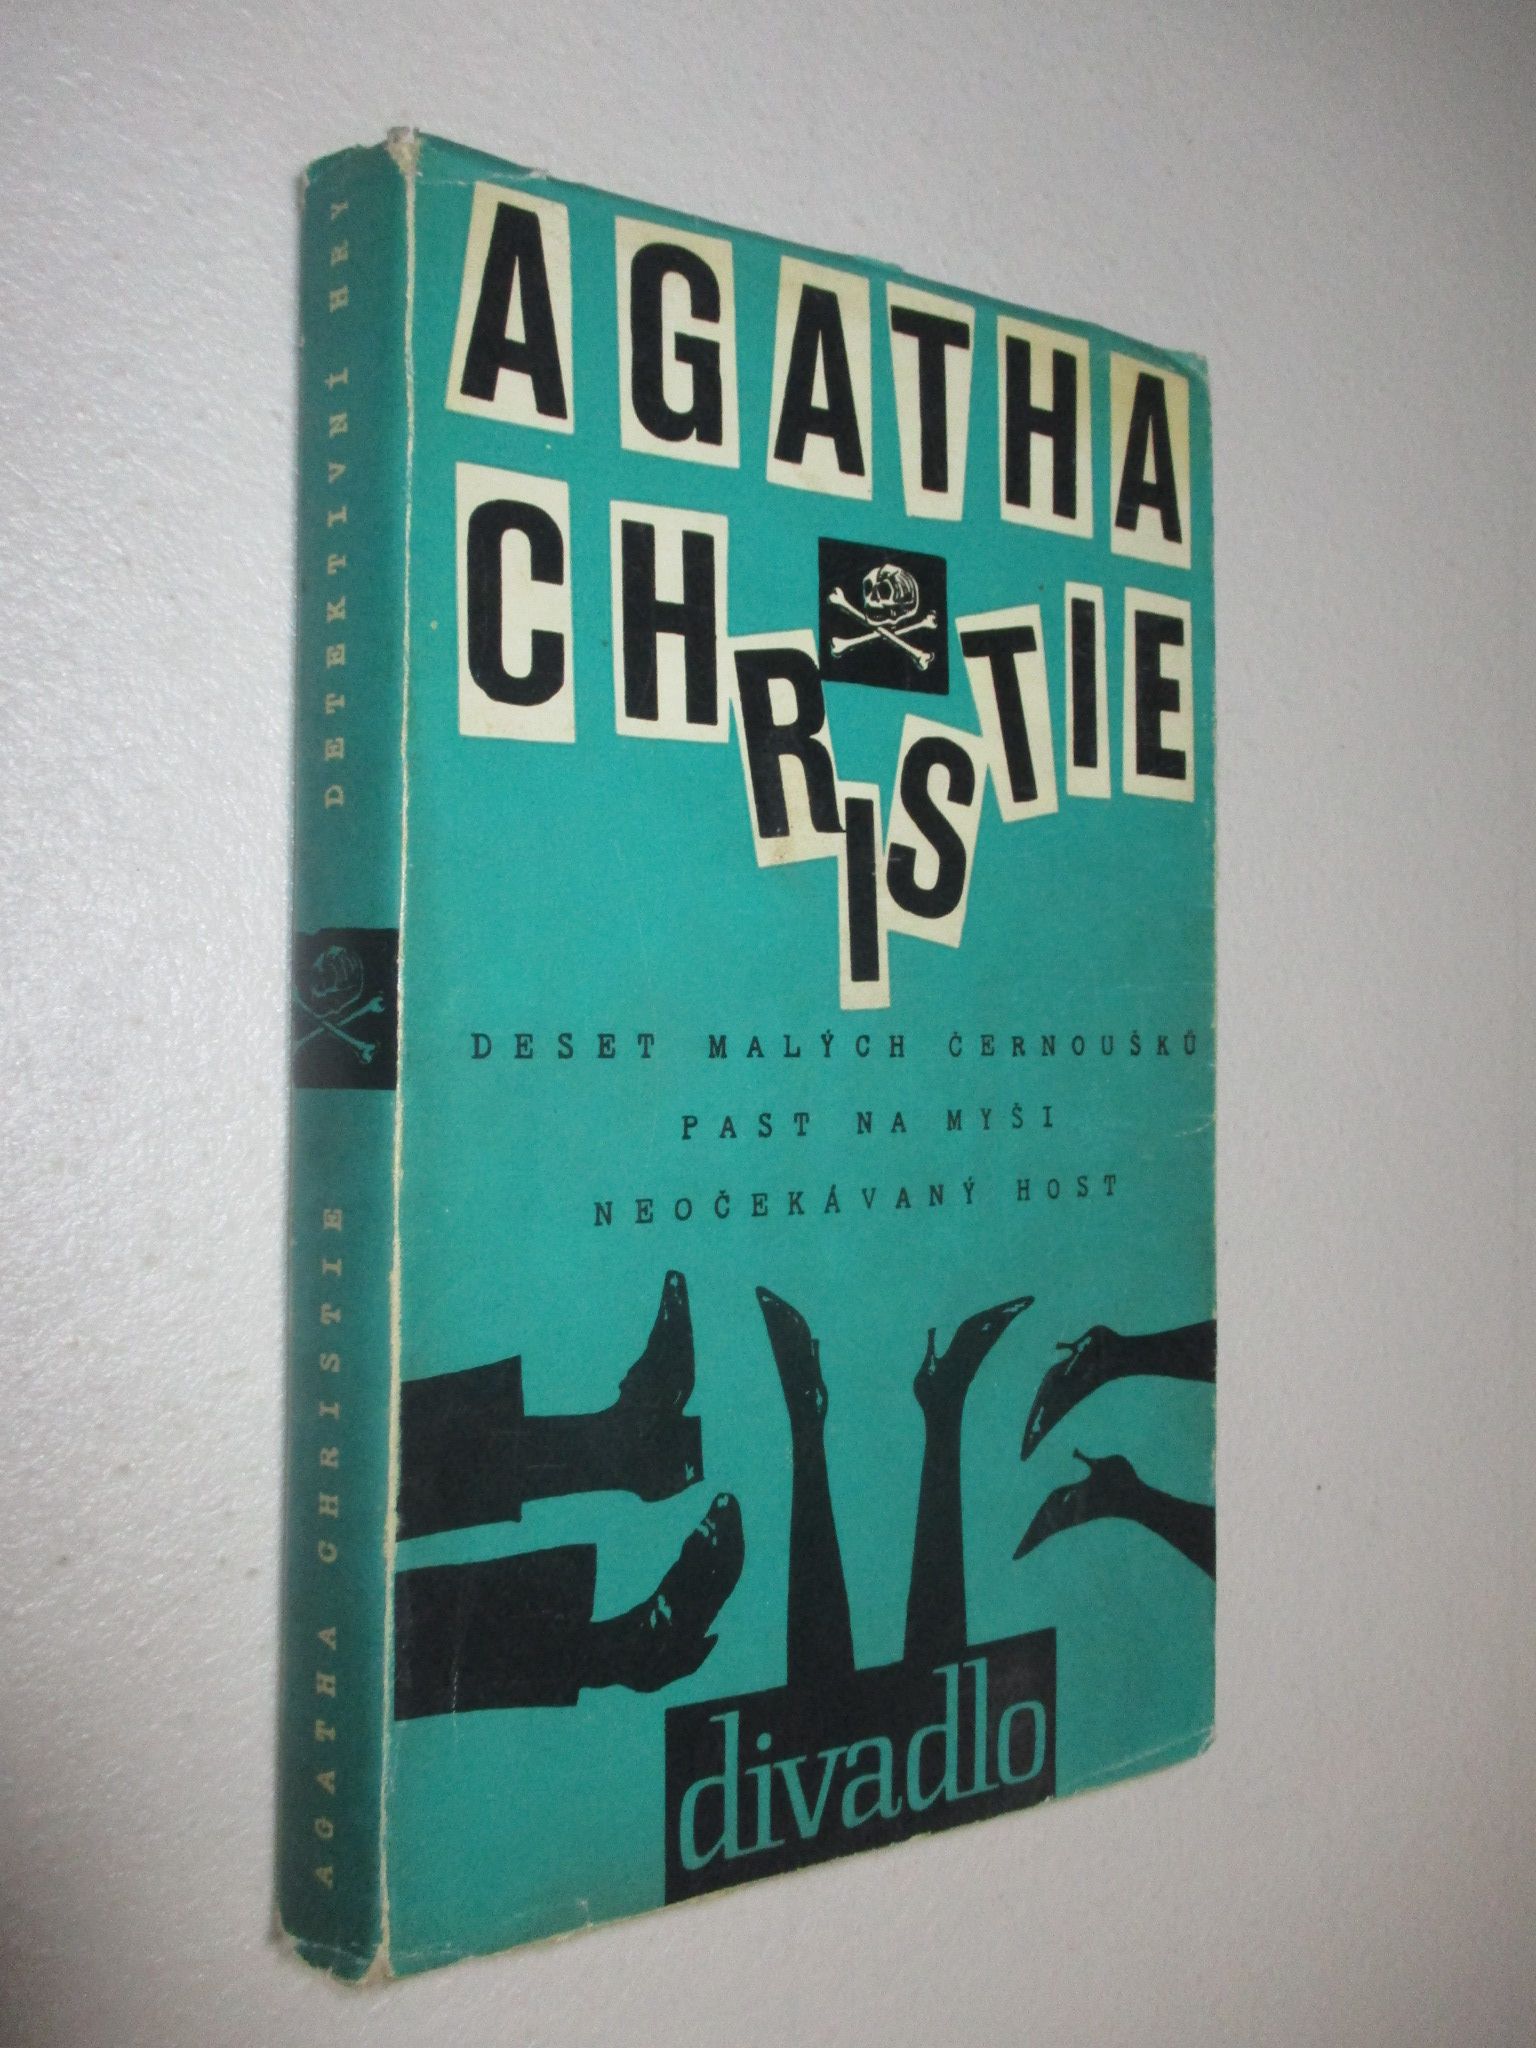 AGATHA
CHRISTIE
DESET MALÝCH ČERNOUŠKŮ
PAST NA MYŠI
NEOČEKÁVANÝ HOST
divadlo
AGATHA CHRISTIE DETEKTIVNÍ HRY